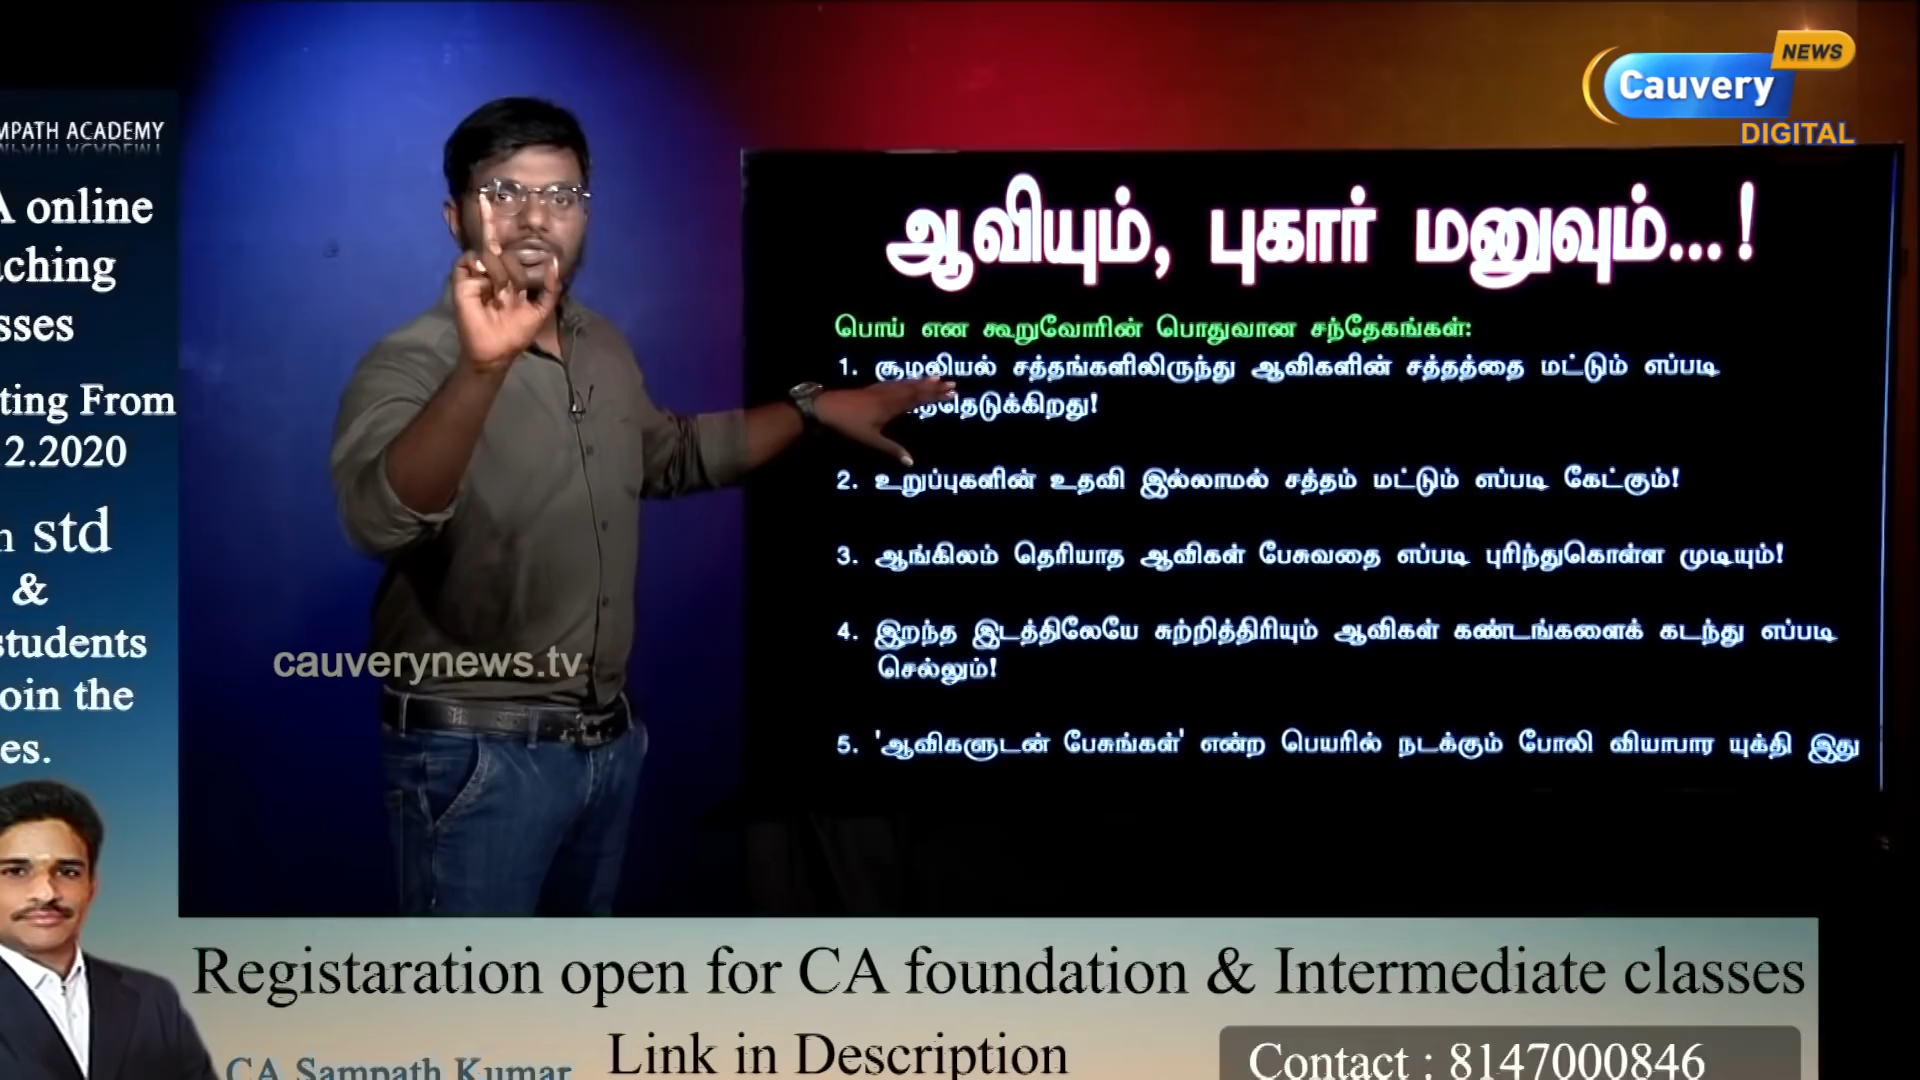 NEWS
Cauvery
DIGITAL
MPATH ACADEMY
A online
aching
sses
ting From
2.2020
std
&
students
oin the
es.
ஆவியும், புகார் மனுவும்...!
பொய் என கூறுவோரின் பொதுவான சந்தேகங்கள்:
1. சூழலியல் சத்தங்களிலிருந்து ஆவிகளின் சத்தத்தை மட்டும் எப்படி
2. உறுப்புகளின் உதவி இல்லாமல் சத்தம் மட்டும் எப்படி கேட்கும்!
3. ஆங்கிலம் தெரியாத ஆவிகள் பேசுவதை எப்படி புரிந்துகொள்ள முடியும்!
4. இறந்த இடத்திலேயே சுற்றித்திரியும் ஆவிகள் கண்டங்களைக் கடந்து எப்படி
செல்லும்!
5. 'ஆவிகளுடன் பேசுங்கள்' என்ற பெயரில் நடக்கும் போலி வியாபார யுக்தி இது
cauverynews.tv
Registaration open for CA foundation & Intermediate classes
CA Sampath Kumar
Link in Description
Contact : 8147000846